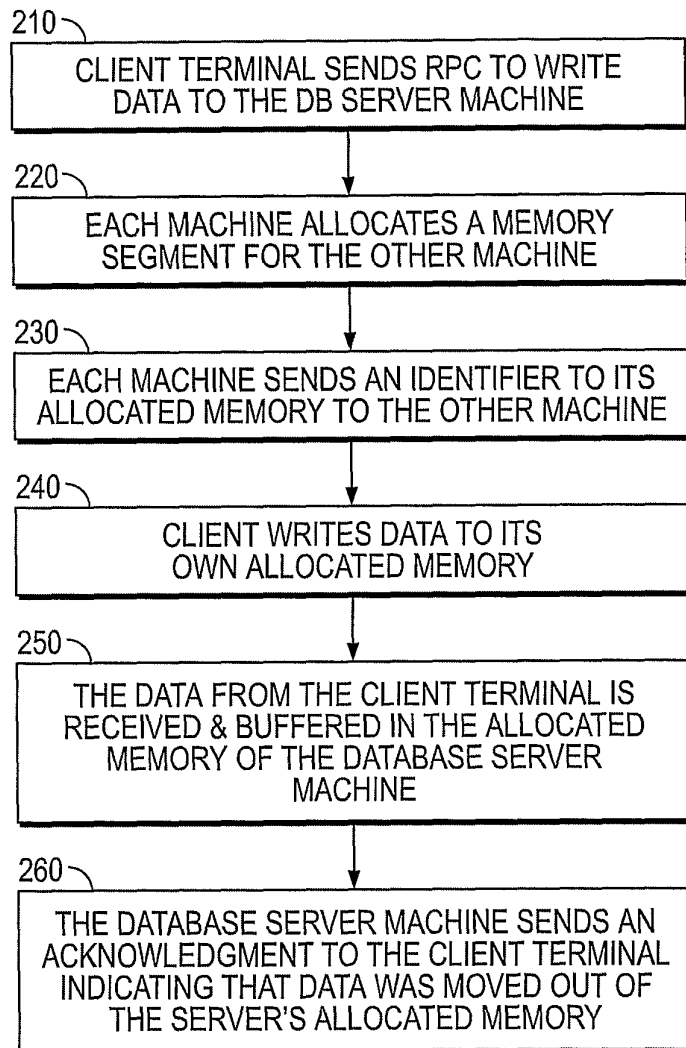 210
CLIENT TERMINAL SENDS RPC TO WRITE
DATA TO THE DB SERVER MACHINE
220
EACH MACHINE ALLOCATES A MEMORY
SEGMENT FOR THE OTHER MACHINE
230
EACH MACHINE SENDS AN IDENTIFIER TO ITS
ALLOCATED MEMORY TO THE OTHER MACHINE
240
CLIENT WRITES DATA TO ITS
OWN ALLOCATED MEMORY
250
THE DATA FROM THE CLIENT TERMINAL IS
RECEIVED & BUFFERED IN THE ALLOCATED
MEMORY OF THE DATABASE SERVER
MACHINE
260
THE DATABASE SERVER MACHINE SENDS AN
ACKNOWLEDGMENT TO THE CLIENT TERMINAL
INDICATING THAT DATA WAS MOVED OUT OF
THE SERVER'S ALLOCATED MEMORY